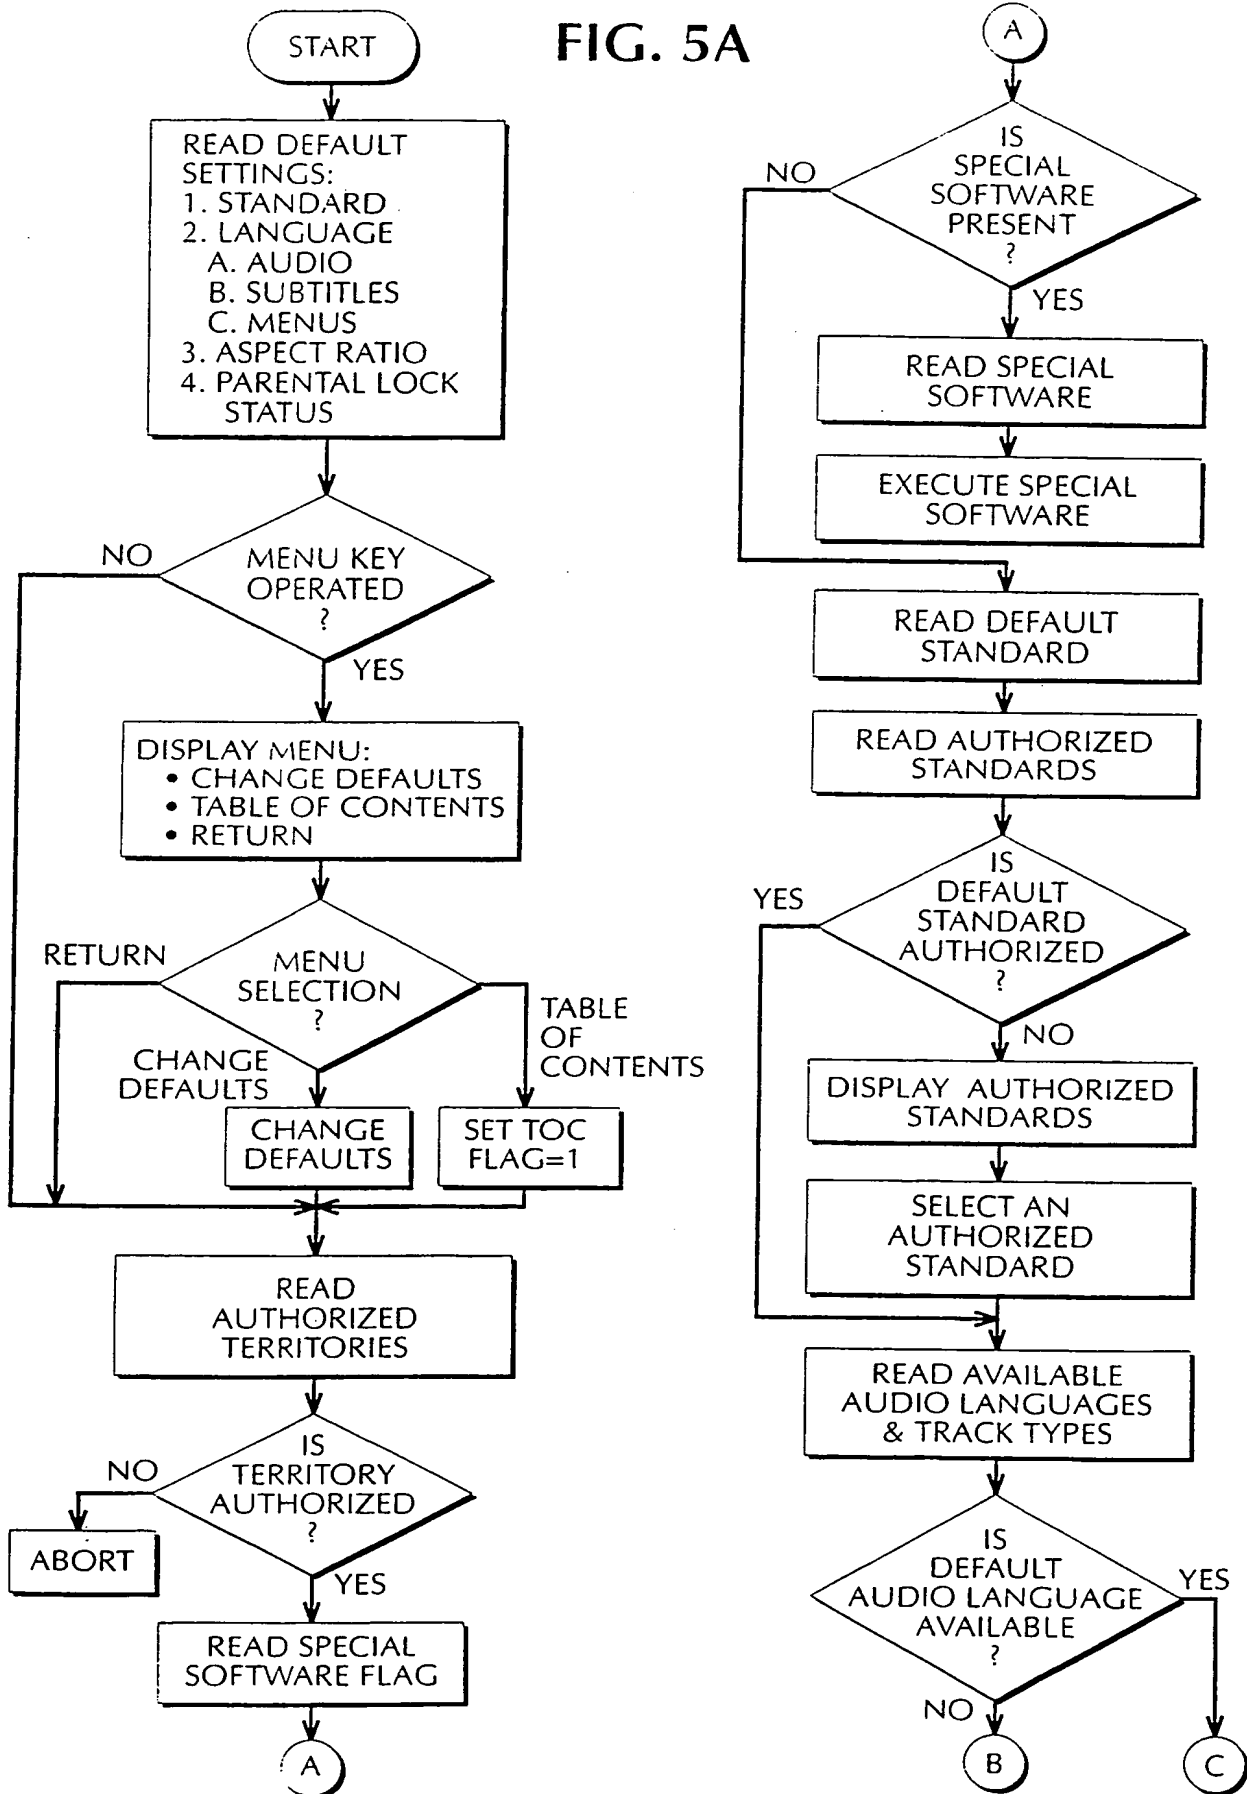 FIG. 5A
START
READ DEFAULT
SETTINGS:
1. STANDARD
2. LANGUAGE
A. AUDIO
B. SUBTITLES
C. MENUS
3. ASPECT RATIO
4. PARENTAL LOCK
STATUS
NO
MENU KEY
OPERATED
?
YES
DISPLAY MENU:
• CHANGE DEFAULTS
• TABLE OF CONTENTS
• RETURN
RETURN
MENU
SELECTION
?
TABLE
OF
CONTENTS
CHANGE
DEFAULTS
CHANGE
DEFAULTS
SET TOC
FLAG=1
READ
AUTHORIZED
TERRITORIES
NO
IS
TERRITORY
AUTHORIZED
?
ABORT
YES
READ SPECIAL
SOFTWARE FLAG
A
A
NO
IS
SPECIAL
SOFTWARE
PRESENT
?
YES
READ SPECIAL
SOFTWARE
EXECUTE SPECIAL
SOFTWARE
READ DEFAULT
STANDARD
READ AUTHORIZED
STANDARDS
YES
IS
DEFAULT
STANDARD
AUTHORIZED
?
NO
DISPLAY AUTHORIZED
STANDARDS
SELECT AN
AUTHORIZED
STANDARD
READ AVAILABLE
AUDIO LANGUAGES
& TRACK TYPES
IS
DEFAULT
AUDIO LANGUAGE
AVAILABLE
?
YES
NO
B
C